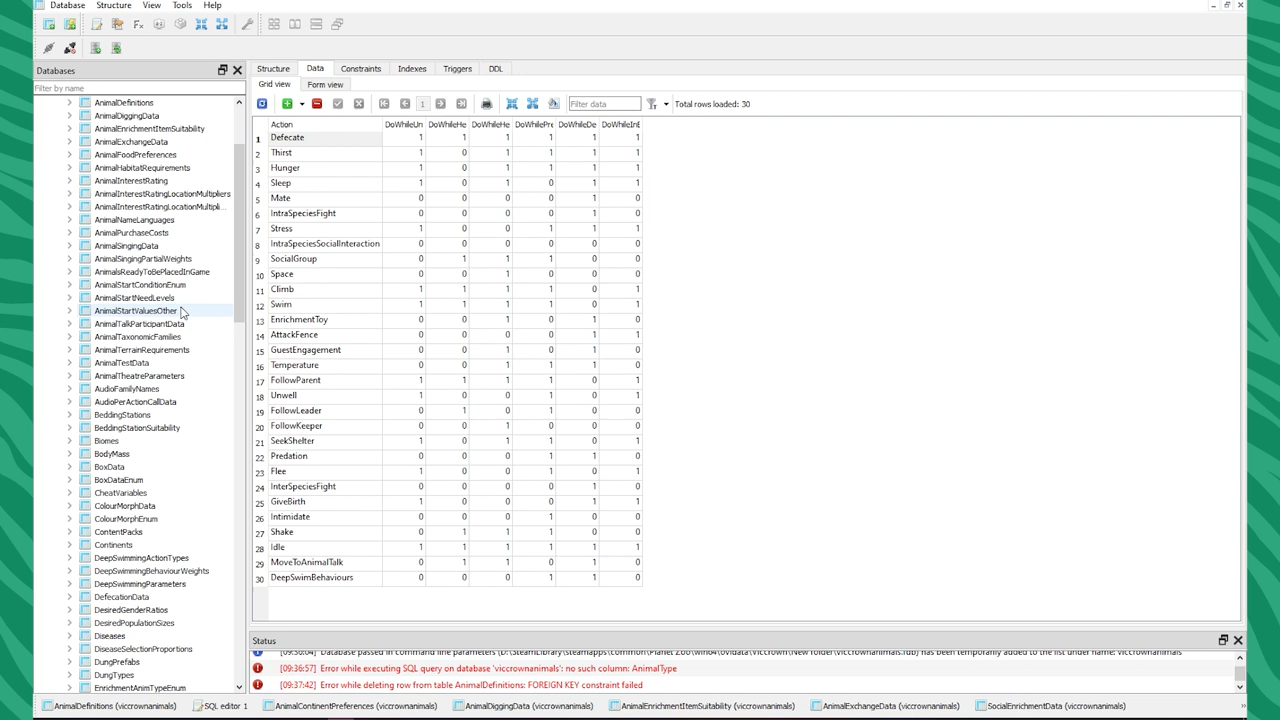 Database Structure View Tools Help
Databases
Filter by name
AnimalDefinitions
AnimalDiggingData
AnimalEnrichmentItemSuitability
AnimalExchangeData
AnimalFoodPreferences
AnimalHabitatRequirements
AnimalInterestRating
AnimalInterestRatingLocationMultipliers
AnimalInterestRatingLocationMultipli...
AnimalNameLanguages
AnimalPurchaseCosts
AnimalSingingData
AnimalSingingPartialWeights
AnimalsReadyToBePlacedInGame
AnimalStartConditionEnum
AnimalStartNeedLevels
AnimalStartValuesOther
AnimalTalkParticipantData
AnimalTaxonomicFamilies
AnimalTerrainRequirements
AnimalTestData
AnimalTheatreParameters
AudioFamilyNames
AudioPerActionCallData
BeddingStations
BeddingStationSuitability
Biomes
BodyMass
BoxData
BoxDataEnum
CheatVariables
ColourMorphData
ColourMorphEnum
ContentPacks
Continents
DeepSwimmingActionTypes
DeepSwimmingBehaviourWeights
DeepSwimmingParameters
DefecationData
DesiredGenderRatios
DesiredPopulationSizes
Diseases
DiseaseSelectionProportions
DungPrefabs
DungTypes
EnrichmentAnimTypeEnum
Structure Data Constraints Indexes Triggers DDL
Grid view Form view
1 Filter data Total rows loaded: 30
Action DoWhileUn DoWhileHe DoWhileHe DoWhilePre DoWhileDe DoWhileInE
1 Defecate 1 1 1 1 1 1
2 Thirst 1 0 0 1 1 1
3 Hunger 1 0 1 1 1 1
4 Sleep 1 0 1 0 1 1
5 Mate 0 0 0 0 1 0
6 IntraSpeciesFight 0 0 0 0 1 0
7 Stress 1 0 0 1 1 1
8 IntraSpeciesSocialInteraction 0 0 0 0 0 0
9 SocialGroup 0 1 1 0 0 0
10 Space 0 0 0 1 0 0
11 Climb 0 1 1 1 1 1
12 Swim 0 1 1 1 1 1
13 EnrichmentToy 0 0 1 0 1 0
14 AttackFence 0 0 0 0 1 1
15 GuestEngagement 0 0 1 0 1 0
16 Temperature 0 0 0 1 1 0
17 FollowParent 1 1 1 1 0 1
18 Unwell 1 0 0 1 0 1
19 FollowLeader 0 1 0 0 0 0
20 FollowKeeper 0 0 1 0 0 0
21 SeekShelter 1 0 0 1 0 1
22 Predation 0 0 0 1 1 0
23 Flee 1 0 0 1 0 1
24 InterSpeciesFight 0 0 0 0 1 0
25 GiveBirth 1 0 0 0 1 1
26 Intimidate 0 0 0 1 0 0
27 Shake 0 1 0 0 0 0
28 Idle 1 1 1 1 1 1
29 MoveToAnimalTalk 0 1 1 0 1 0
30 DeepSwimBehaviours 0 0 0 1 1 0
Status
[09:36:57] Error while executing SQL query on database 'viccrownanimals': no such column: AnimalType
[09:37:42] Error while deleting row from table AnimalDefinitions: FOREIGN KEY constraint failed
AnimalDefinitions (viccrownanimals) SQL editor 1 AnimalContinentPreferences (viccrownanimals) AnimalDiggingData (viccrownanimals) AnimalEnrichmentItemSuitability (viccrownanimals) AnimalExchangeData (viccrownanimals) SocialEnrichmentData (viccrownanimals)